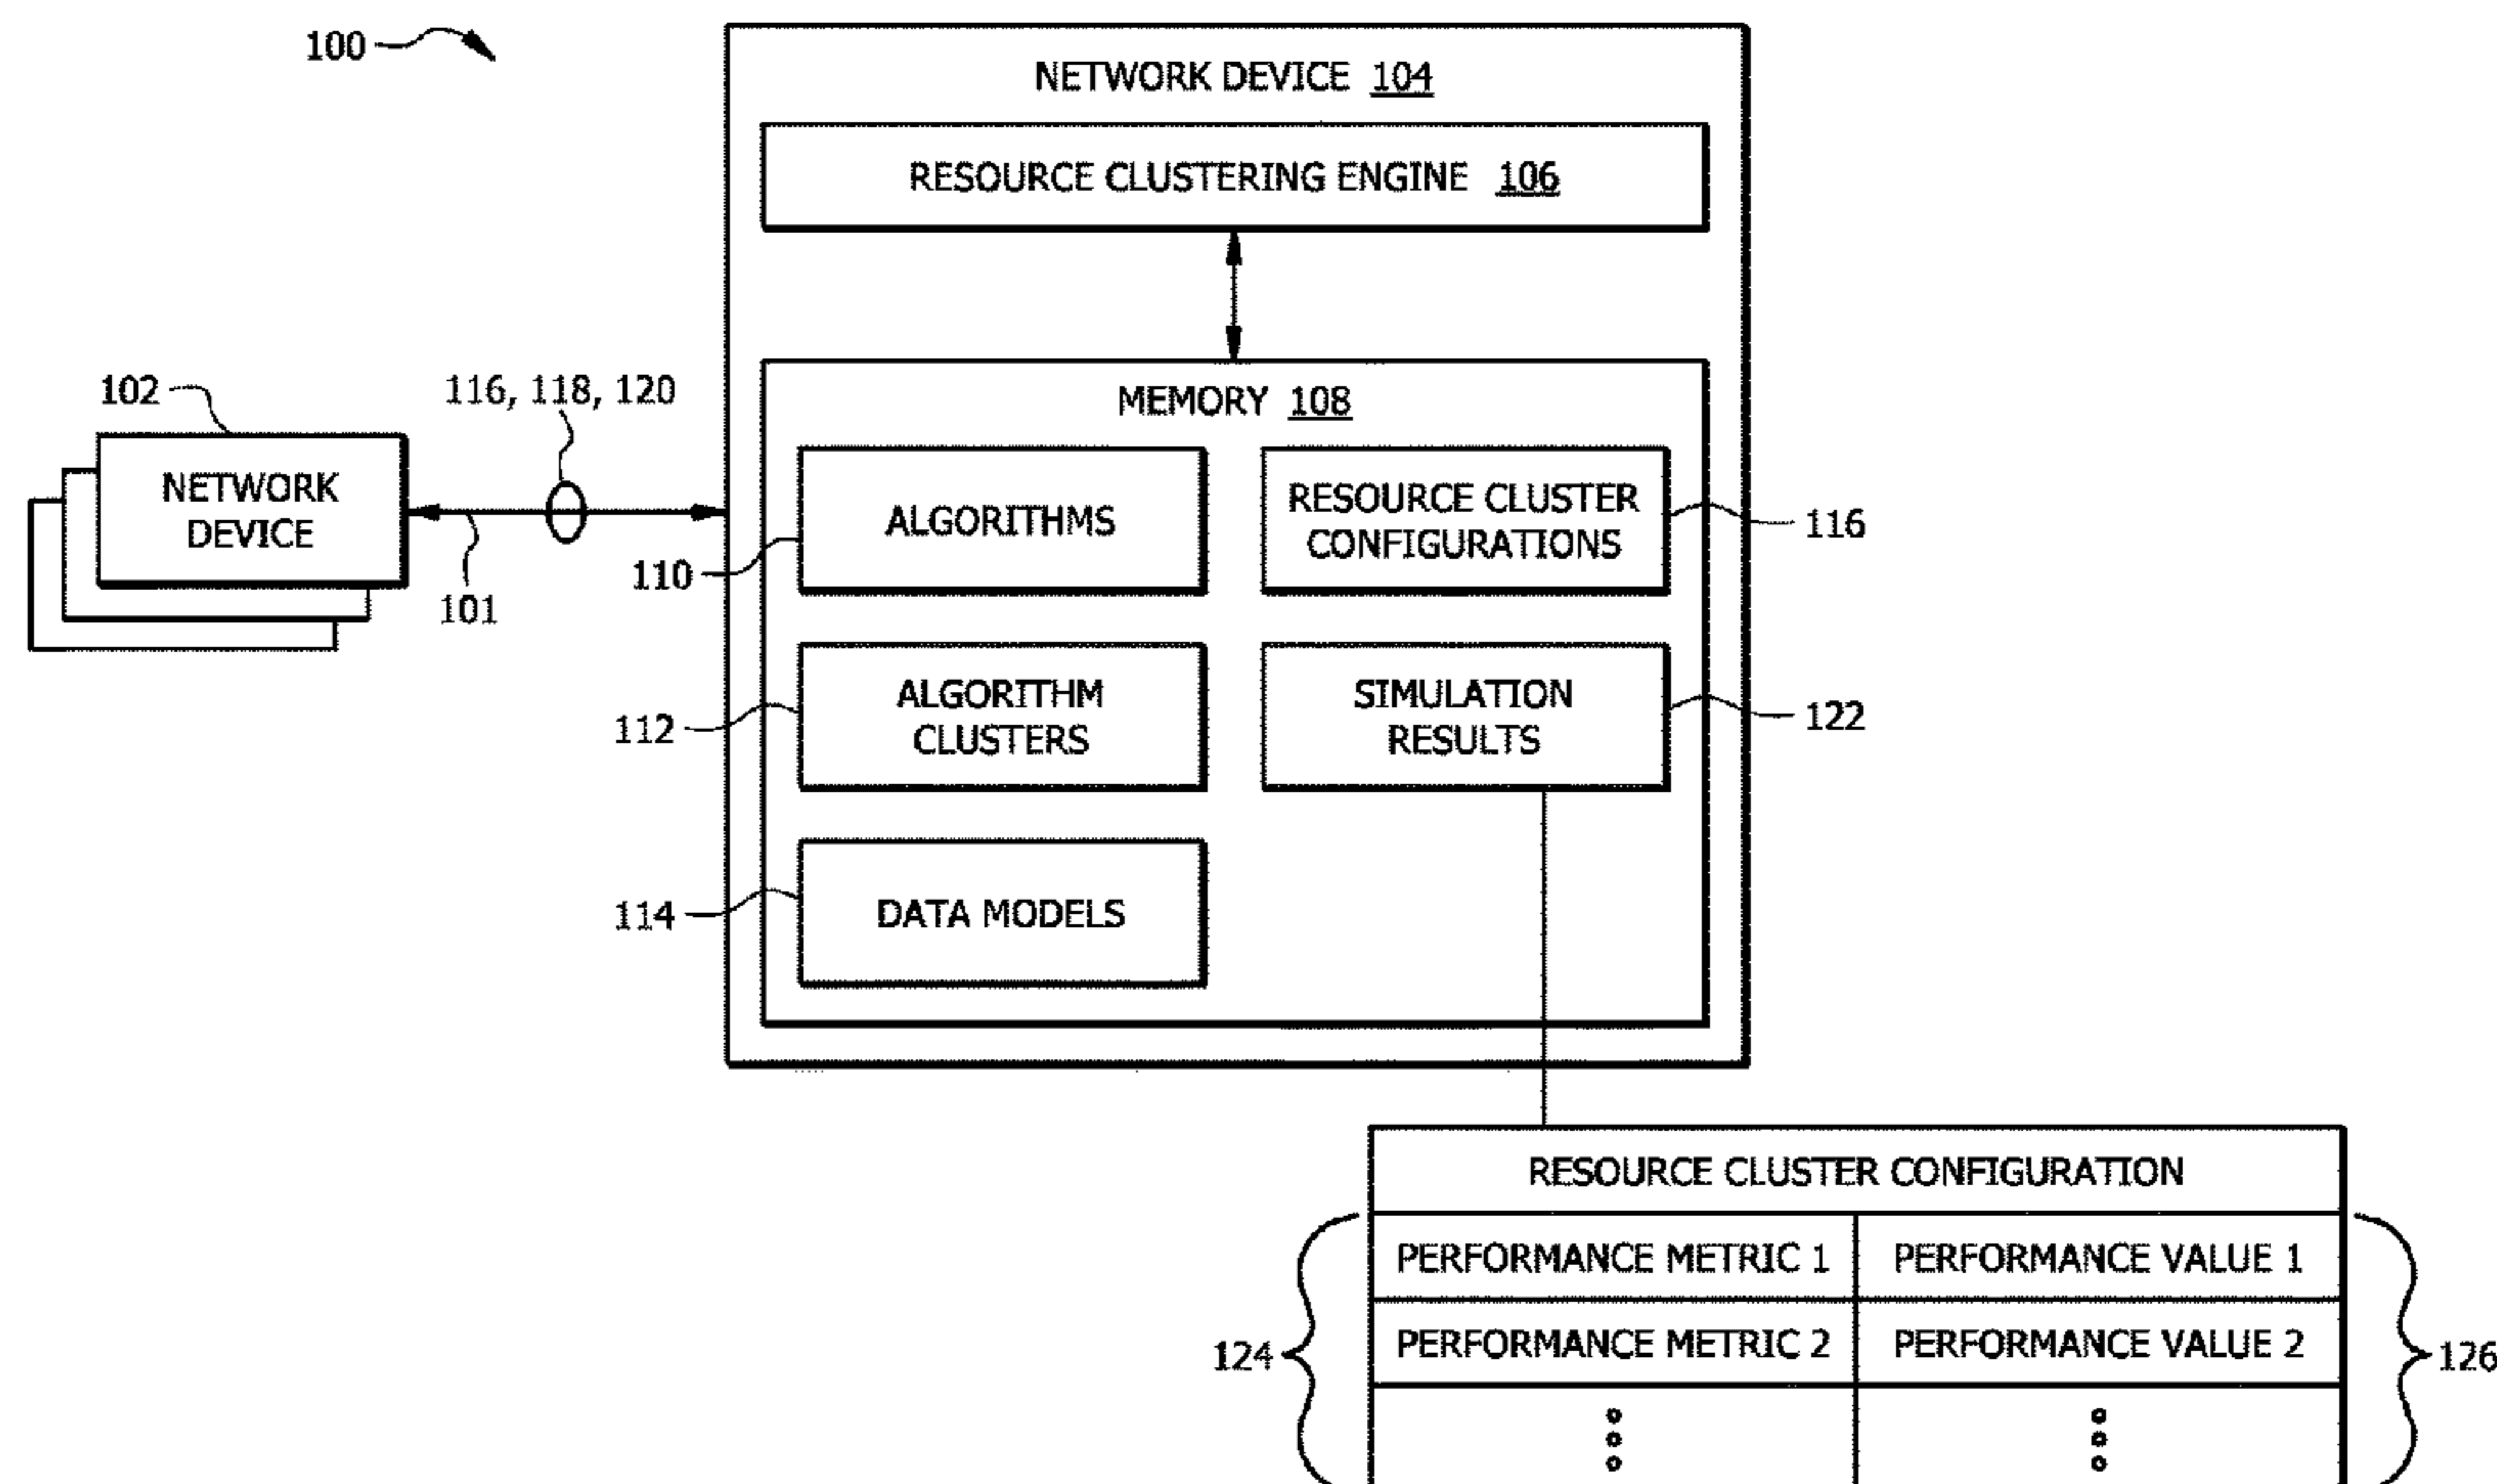 100
NETWORK DEVICE 104
RESOURCE CLUSTERING ENGINE 106
102
116, 118, 120
MEMORY 108
NETWORK
DEVICE
101
ALGORITHMS
110
RESOURCE CLUSTER
CONFIGURATIONS
116
ALGORITHM
CLUSTERS
112
SIMULATION
RESULTS
122
DATA MODELS
114
RESOURCE CLUSTER CONFIGURATION
PERFORMANCE METRIC 1 PERFORMANCE VALUE 1
PERFORMANCE METRIC 2 PERFORMANCE VALUE 2
124
126